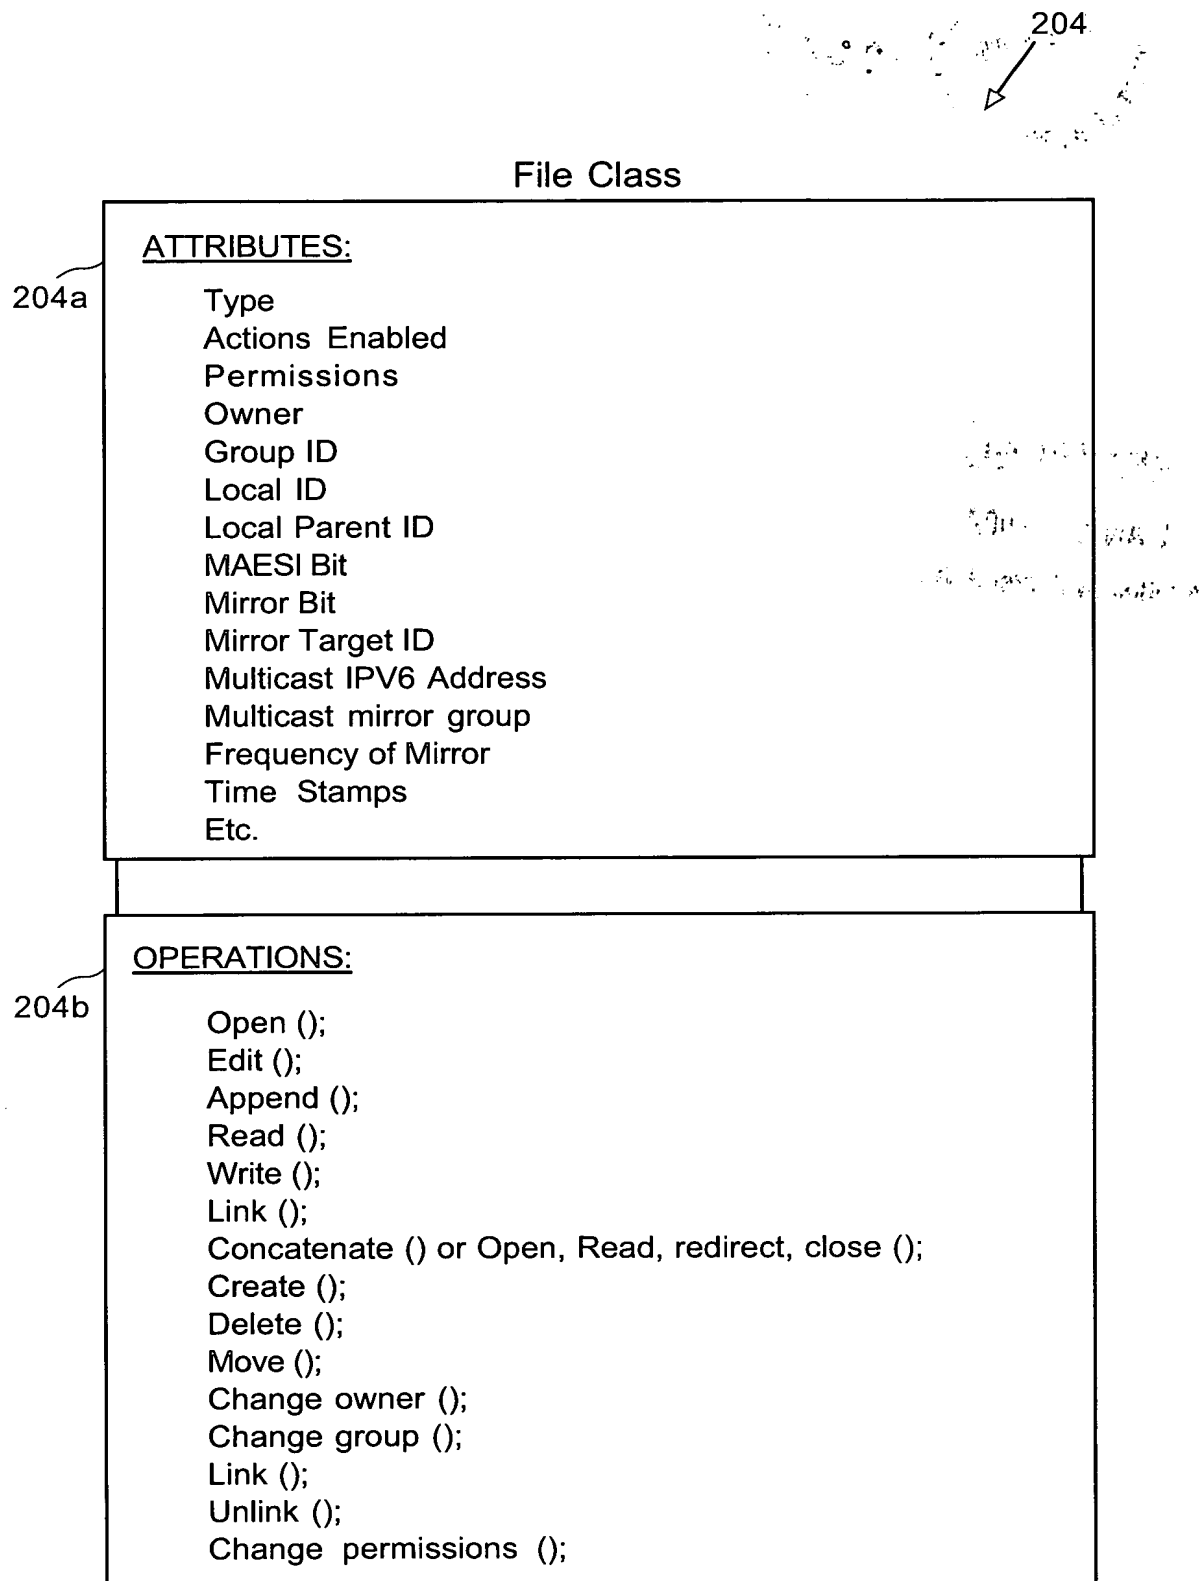 204
File Class
ATTRIBUTES:
204a
Type
Actions Enabled
Permissions
Owner
Group ID
Local ID
Local Parent ID
MAESI Bit
Mirror Bit
Mirror Target ID
Multicast IPV6 Address
Multicast mirror group
Frequency of Mirror
Time Stamps
Etc.
OPERATIONS:
204b
Open ();
Edit ();
Append ();
Read ();
Write ();
Link ();
Concatenate () or Open, Read, redirect, close ();
Create ();
Delete ();
Move ();
Change owner ();
Change group ();
Link ();
Unlink ();
Change permissions ();